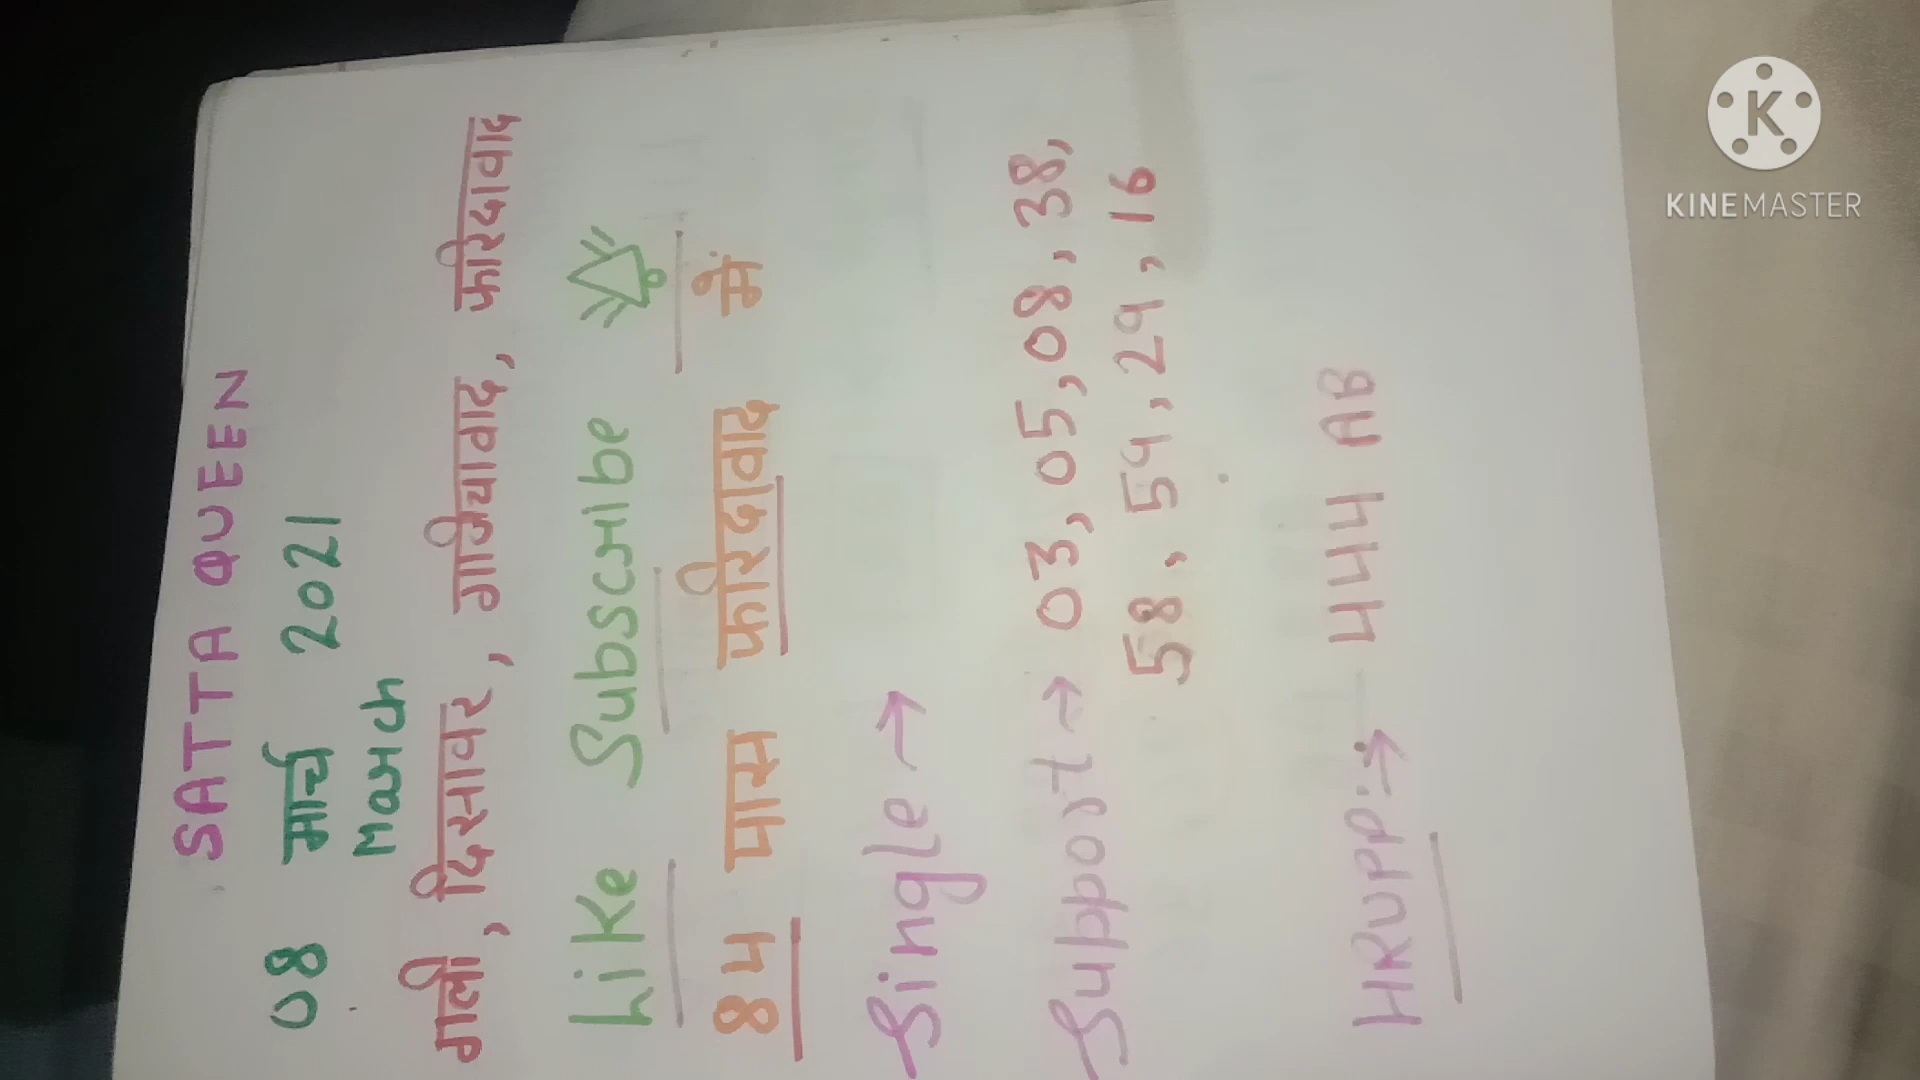 SATTA QUEEN
08 मार्च 2021
March
गली, दिसावर, गाजियावाद, फरिदावाद
Like Subscribe
84 पास फरिदावाद में
Single →
Support → 03, 05, 08, 38,
58, 59, 29, 16
HRUPP:→ 444 AB
K
KINEMASTER